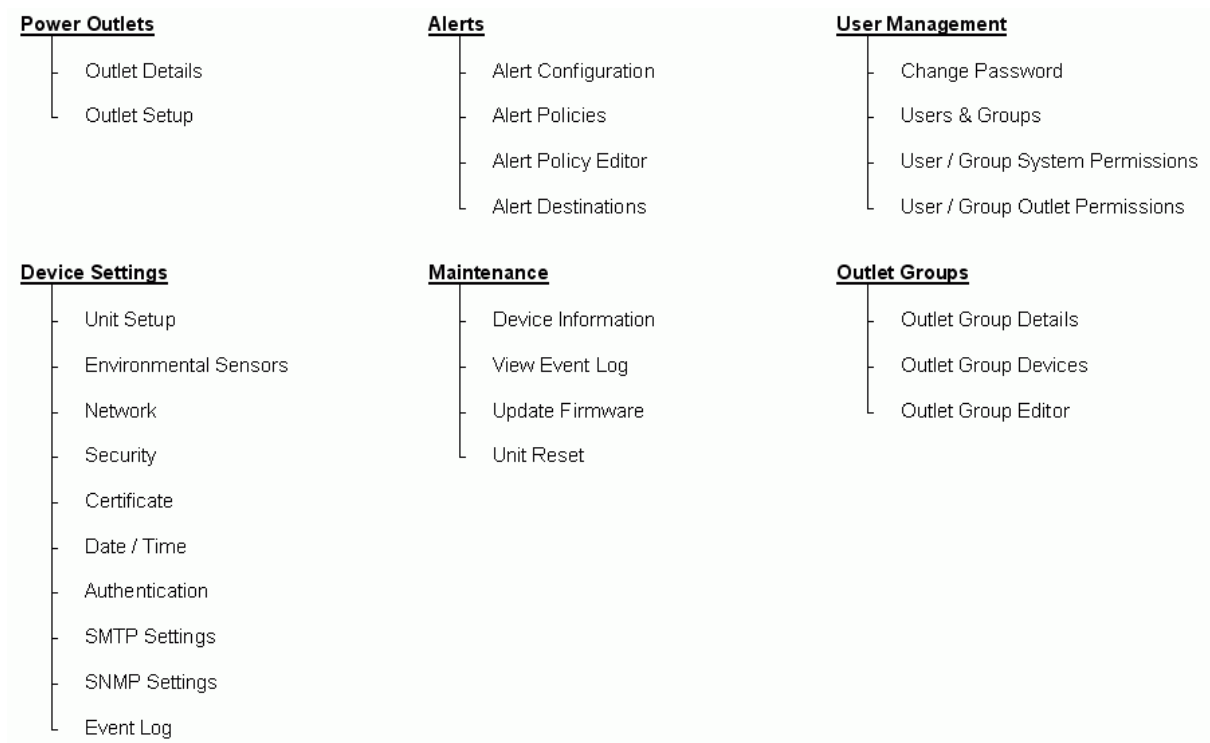 Power Outlets
Outlet Details
Outlet Setup
Alerts
Alert Configuration
Alert Policies
Alert Policy Editor
Alert Destinations
User Management
Change Password
Users & Groups
User / Group System Permissions
User / Group Outlet Permissions
Device Settings
Unit Setup
Environmental Sensors
Network
Security
Certificate
Date / Time
Authentication
SMTP Settings
SNMP Settings
Event Log
Maintenance
Device Information
View Event Log
Update Firmware
Unit Reset
Outlet Groups
Outlet Group Details
Outlet Group Devices
Outlet Group Editor